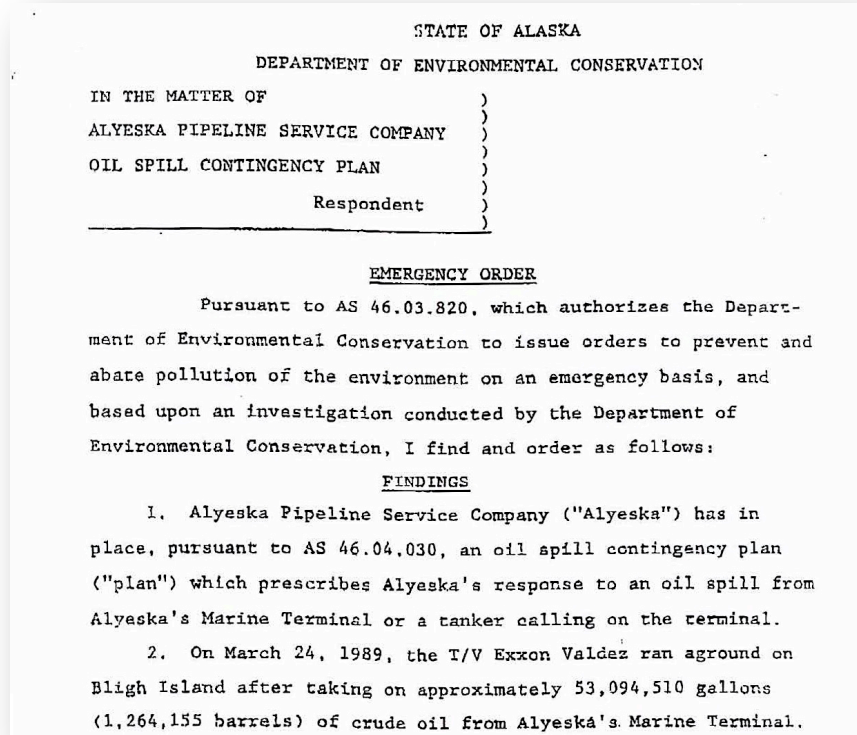 STATE OF ALASKA
DEPARTMENT OF ENVIRONMENTAL CONSERVATION
IN THE MATTER OF )
)
ALYESKA PIPELINE SERVICE COMPANY )
)
OIL SPILL CONTINGENCY PLAN )
)
Respondent )
)
EMERGENCY ORDER
Pursuant to AS 46.03.820, which authorizes the Depart-
ment of Environmental Conservation to issue orders to prevent and
abate pollution of the environment on an emergency basis, and
based upon an investigation conducted by the Department of
Environmental Conservation, I find and order as follows:
FINDINGS
1. Alyeska Pipeline Service Company ("Alyeska") has in
place, pursuant to AS 46.04.030, an oil spill contingency plan
("plan") which prescribes Alyeska's response to an oil spill from
Alyeska's Marine Terminal or a tanker calling on the terminal.
2. On March 24, 1989, the T/V Exxon Valdez ran aground on
Bligh Island after taking on approximately 53,094,510 gallons
(1,264,155 barrels) of crude oil from Alyeska's Marine Terminal.